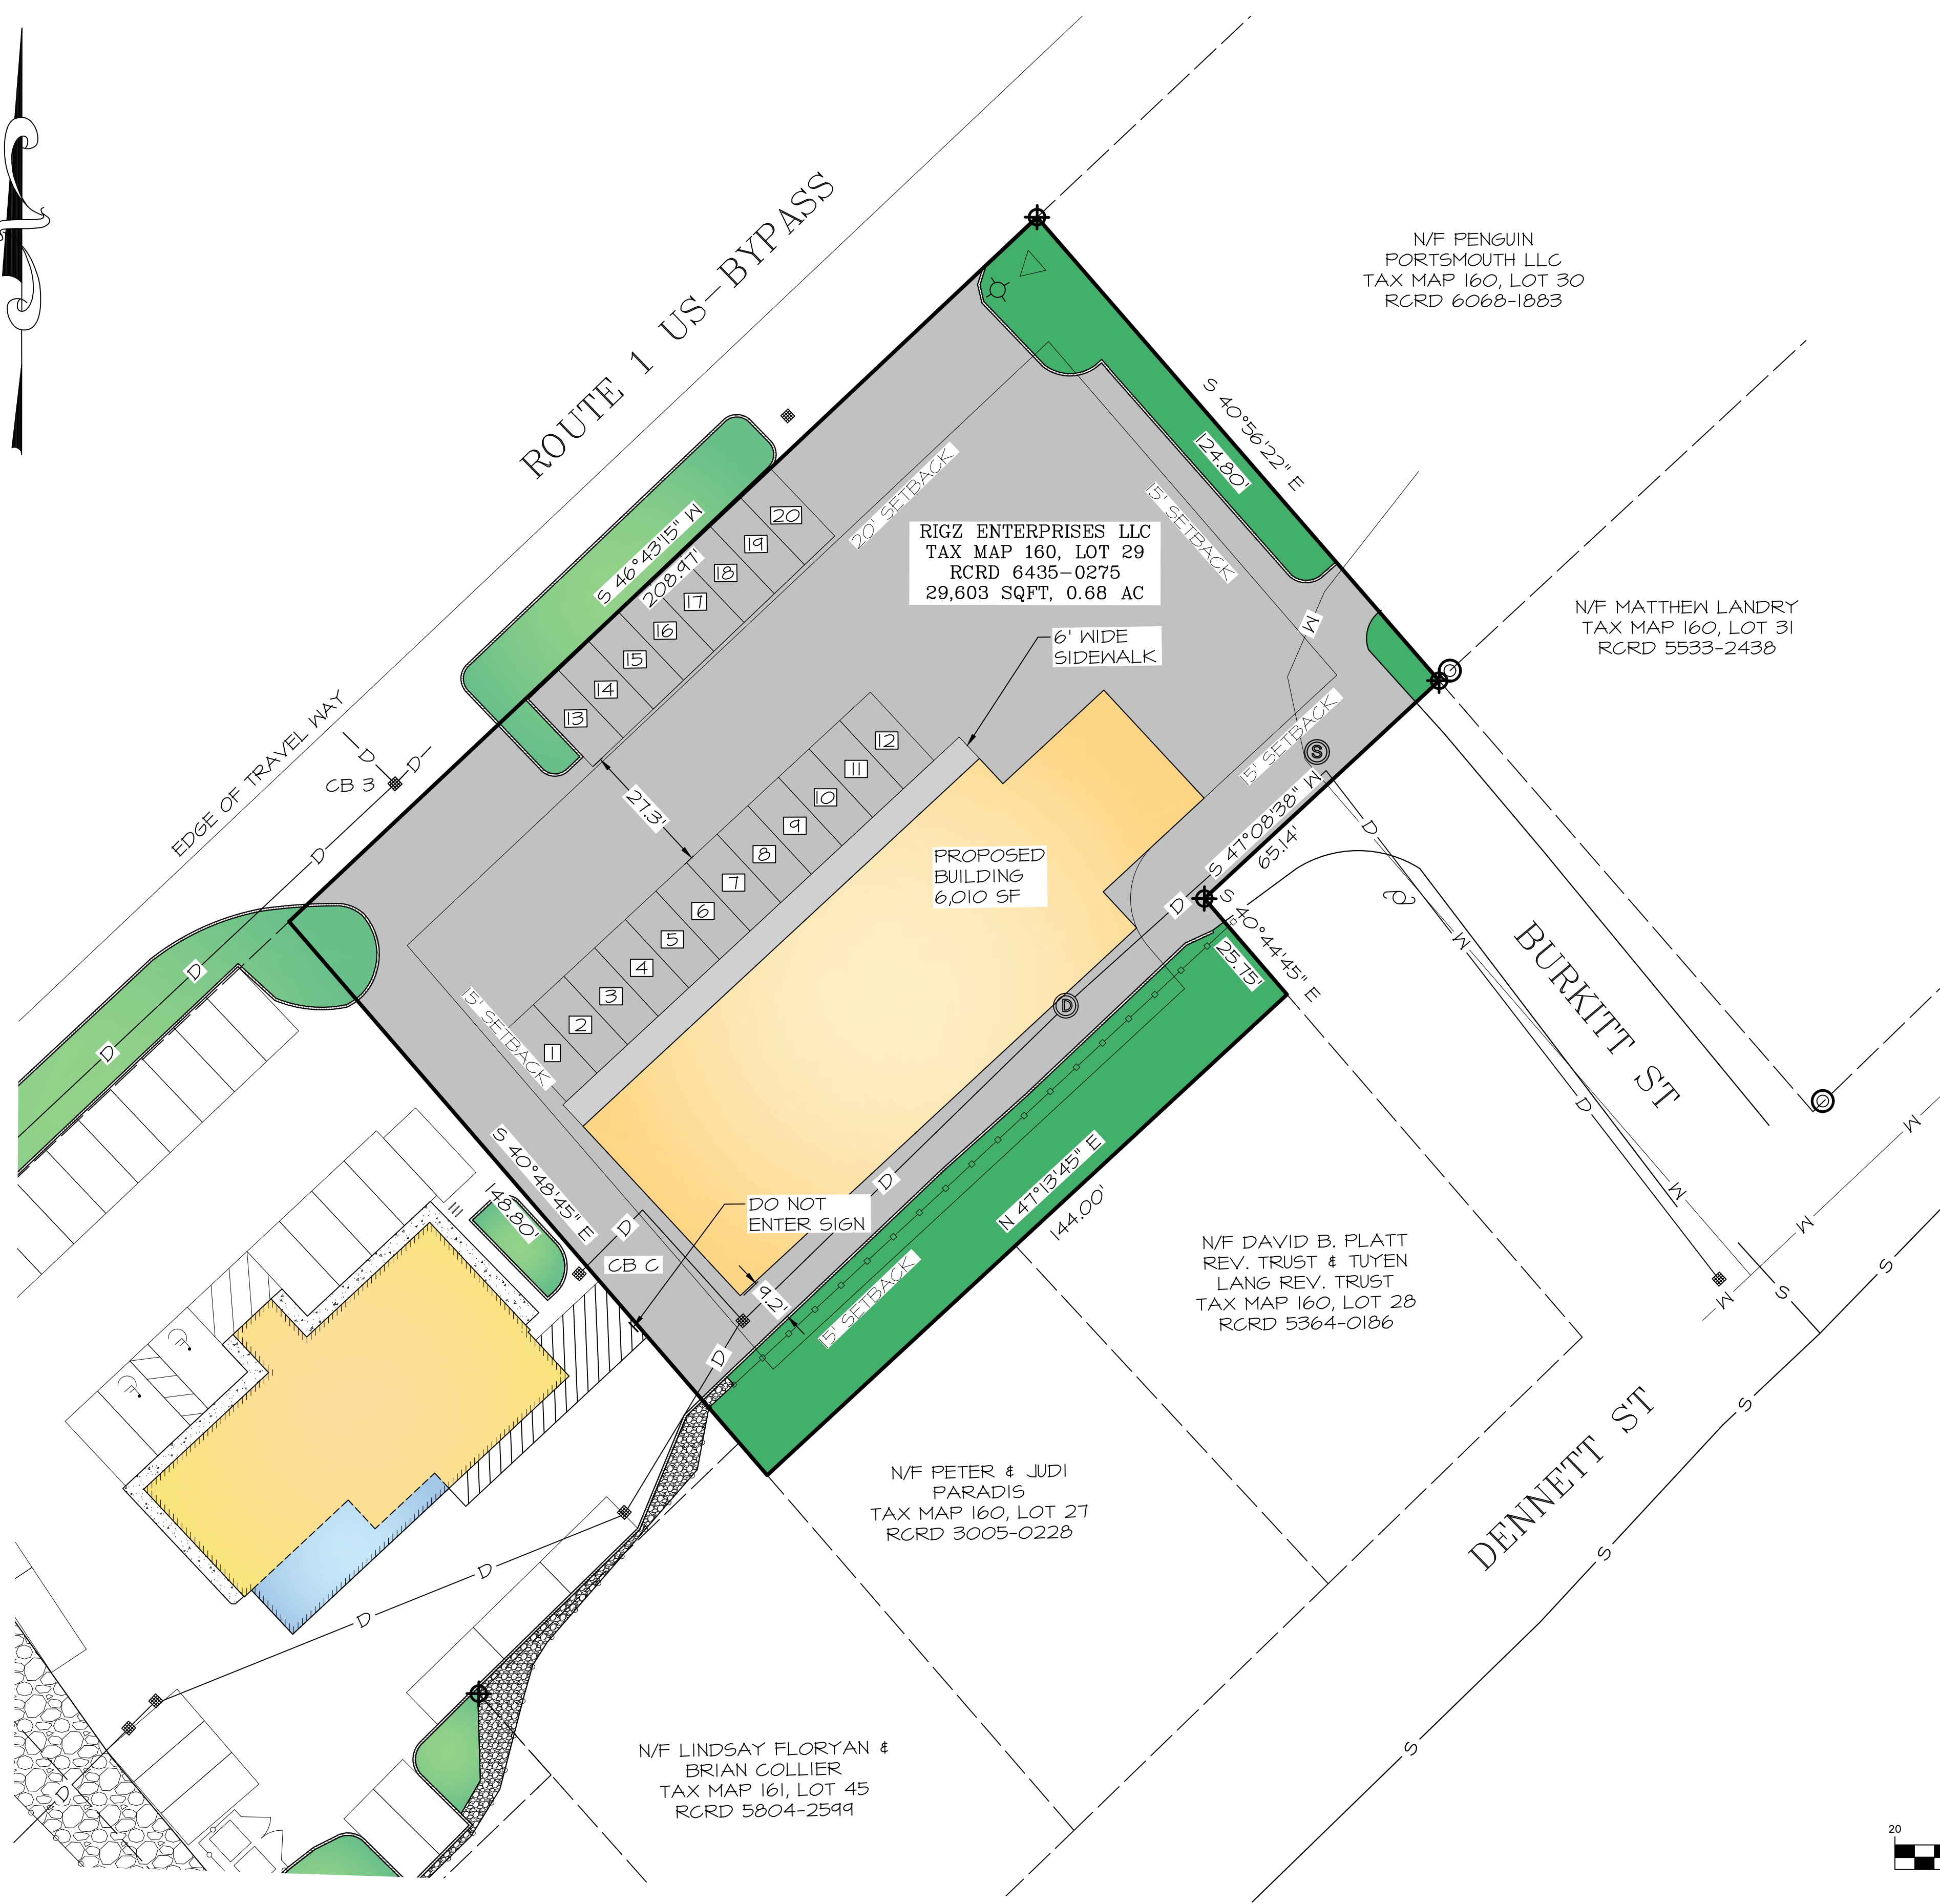 ROUTE 1 US-BYPASS
N/F PENGUIN
PORTSMOUTH LLC
TAX MAP 160, LOT 30
RCRD 6068-1883
S 40°56'22" E
124.80'
20' SETBACK
15' SETBACK
S 46°43'15" W
208.97'
RIGZ ENTERPRISES LLC
TAX MAP 160, LOT 29
RCRD 6435-0275
29,603 SQFT, 0.68 AC
20
19
18
17
16
15
14
13
6' WIDE
SIDEWALK
N/F MATTHEW LANDRY
TAX MAP 160, LOT 31
RCRD 5533-2438
W
EDGE OF TRAVEL WAY
D
D
CB 3
D
D
D
27.3'
12
11
10
9
8
7
6
5
4
3
2
1
15' SETBACK
S
S 47°08'38" W
65.14'
PROPOSED
BUILDING
6,010 SF
D
S 40°44'45" E
25.75'
D
D
W
BURKITT ST
D
W
W
W
W
S
S
15' SETBACK
S 40°48'45" E
148.80'
D
DO NOT
ENTER SIGN
CB C
D
9.2'
15' SETBACK
D
N 47°13'45" E
144.00'
N/F DAVID B. PLATT
REV. TRUST & TUYEN
LANG REV. TRUST
TAX MAP 160, LOT 28
RCRD 5364-0186
N/F PETER & JUDI
PARADIS
TAX MAP 160, LOT 27
RCRD 3005-0228
DENNETT ST
S
S
S
D
D
D
N/F LINDSAY FLORYAN &
BRIAN COLLIER
TAX MAP 161, LOT 45
RCRD 5804-2599
20